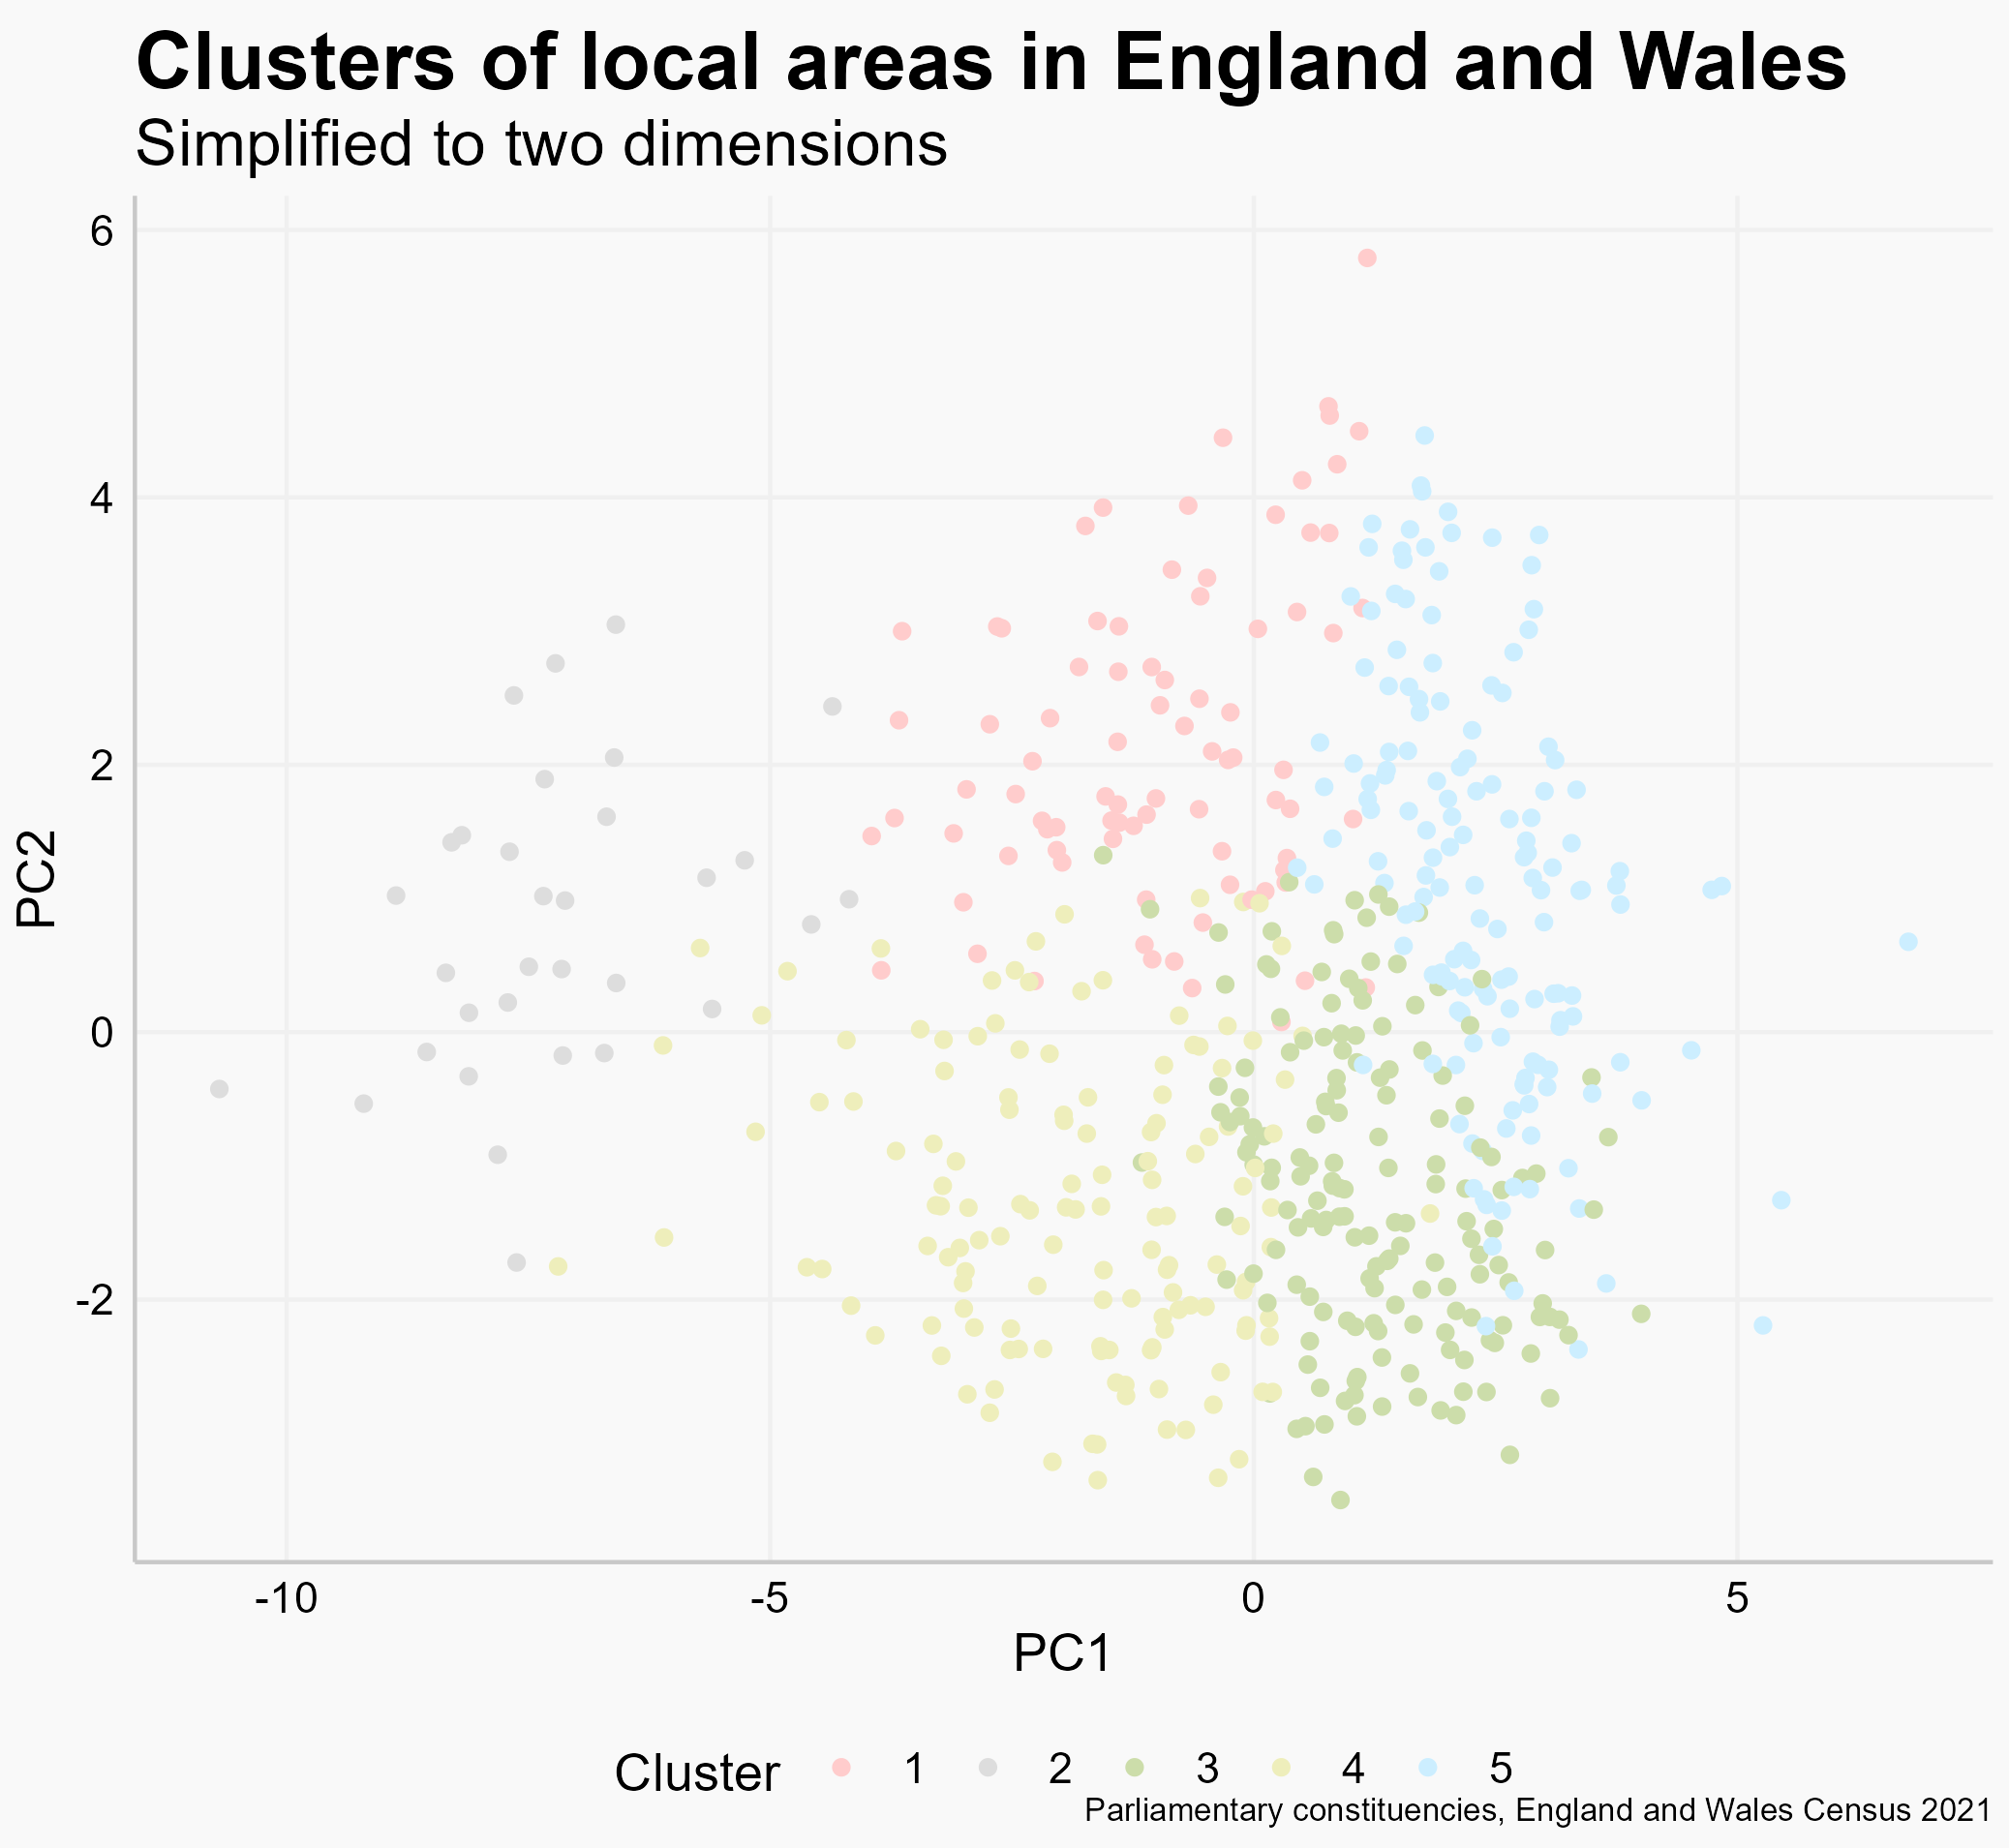 Clusters of local areas in England and Wales
Simplified to two dimensions
6
4
2
0
-2
PC2
-10 -5 0 5
PC1
Cluster 1 2 3 4 5
Parliamentary constituencies, England and Wales Census 2021